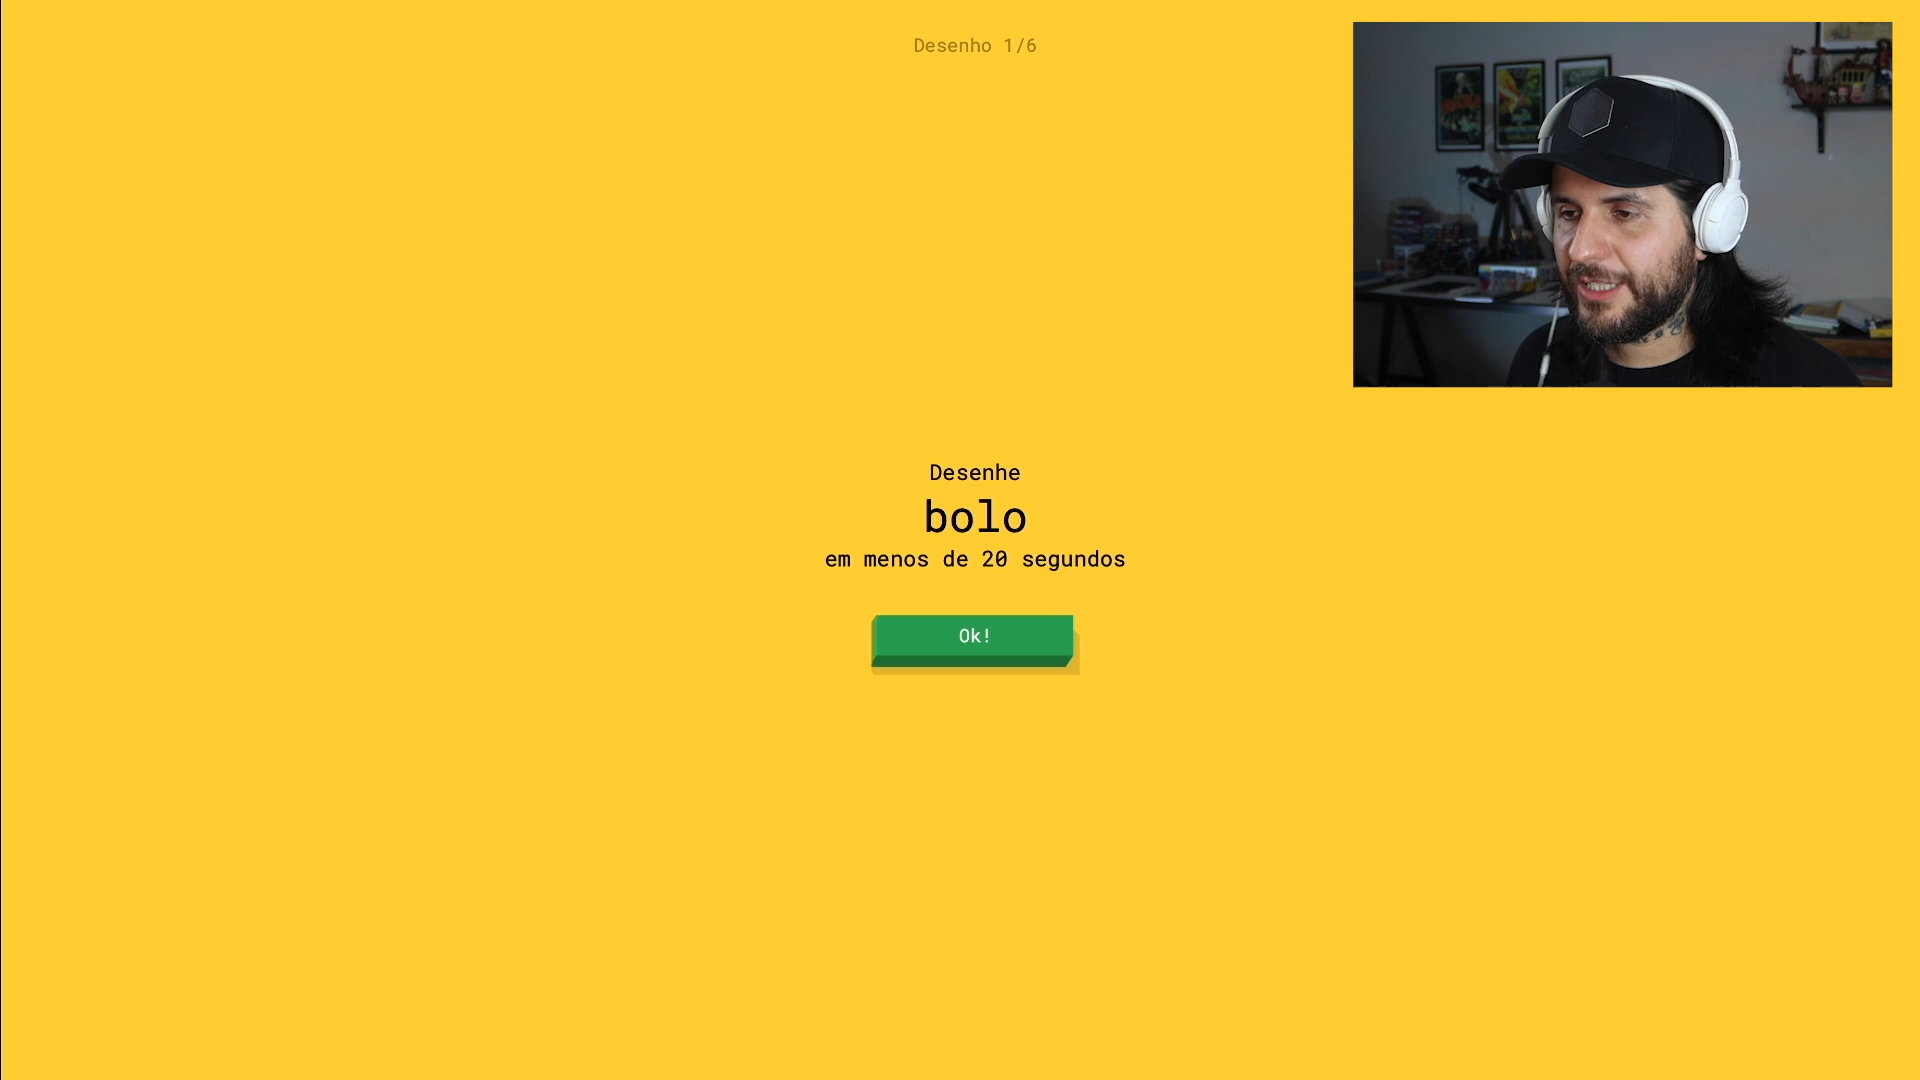 Desenho 1/6
Desenhe
bolo
em menos de 20 segundos
Ok!